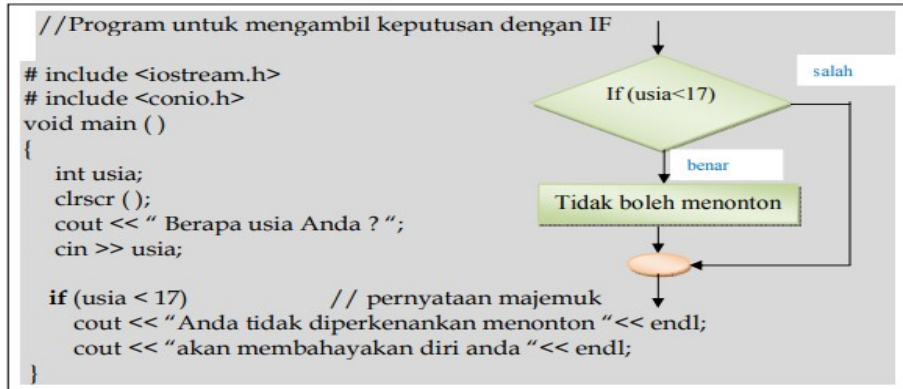 //Program untuk mengambil keputusan dengan IF
# include <iostream.h>
# include <conio.h>
void main ( )
{
int usia;
clrscr ( );
cout << " Berapa usia Anda ? ";
cin >> usia;
if (usia < 17) // pernyataan majemuk
cout << "Anda tidak diperkenankan menonton "<< endl;
cout << "akan membahayakan diri anda "<< endl;
}
If (usia<17)
salah
benar
Tidak boleh menonton